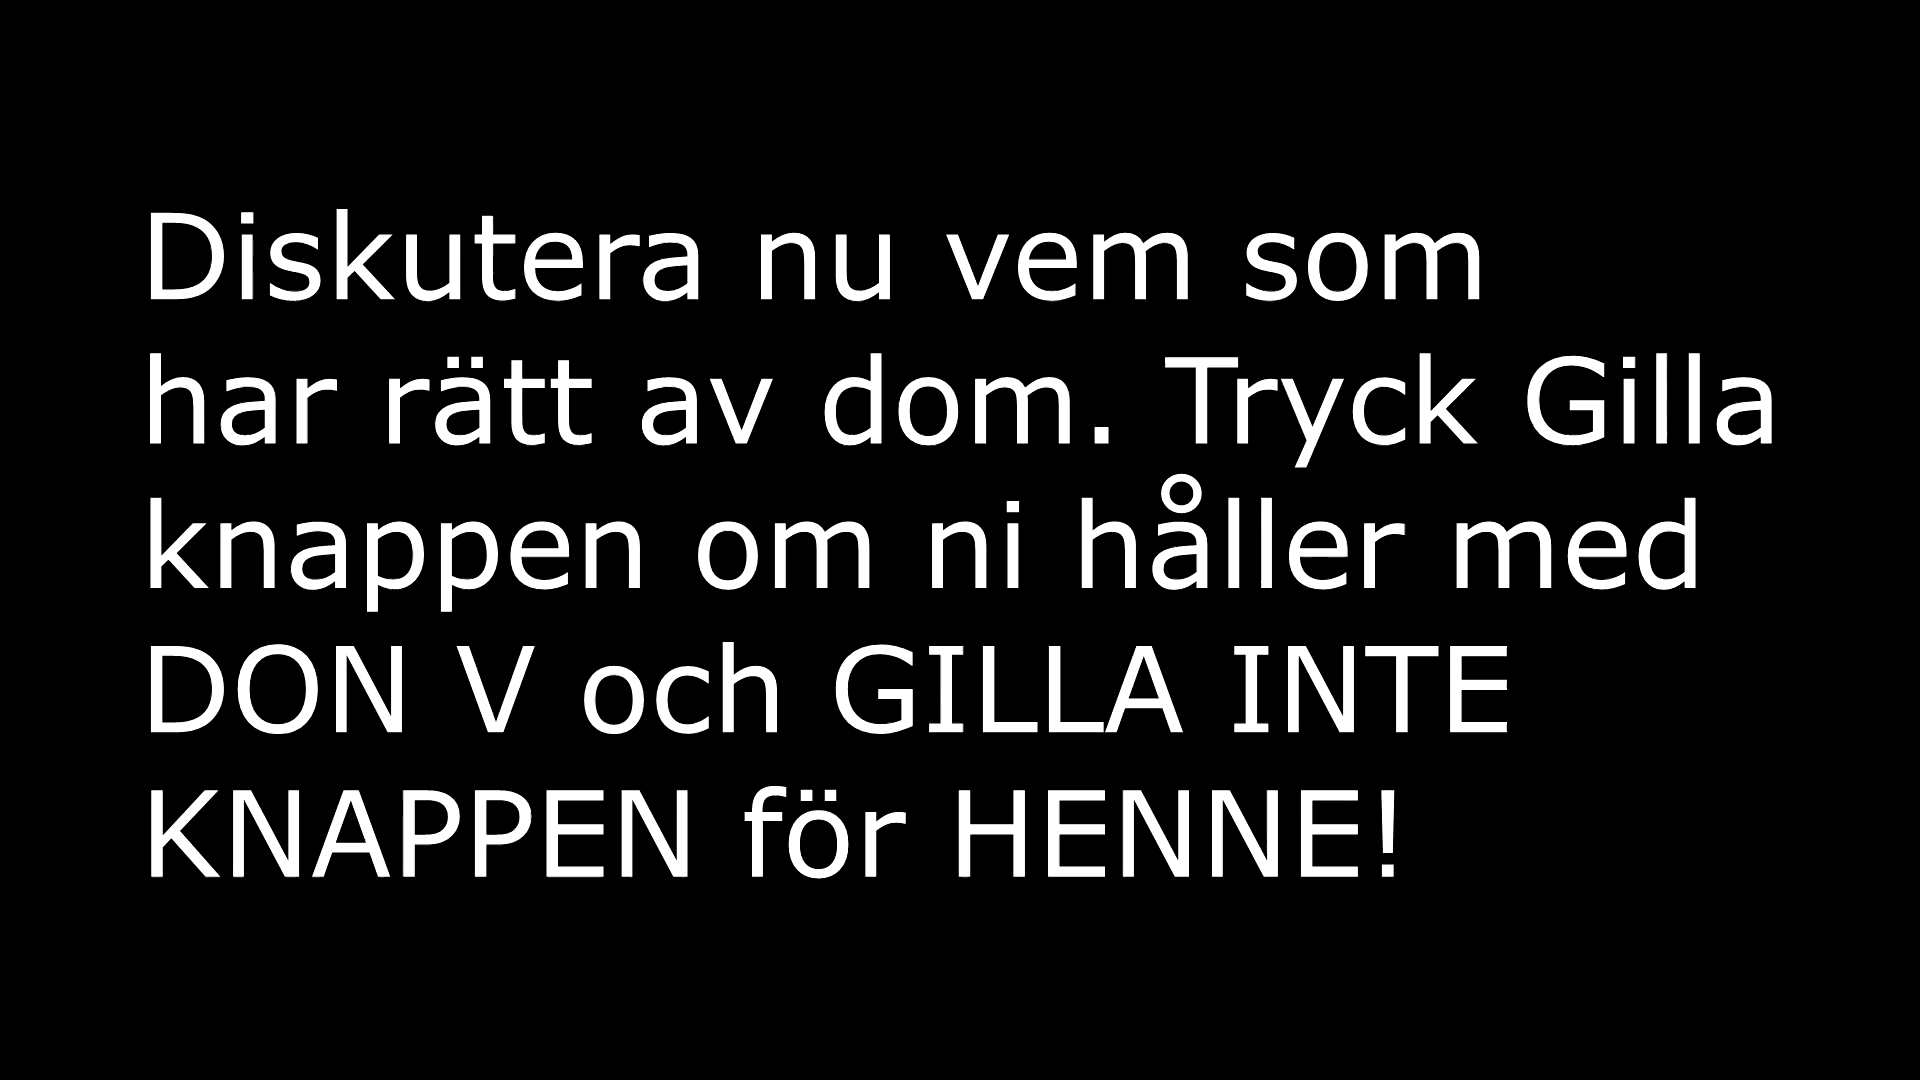 Diskutera nu vem som
har rätt av dom. Tryck Gilla
knappen om ni håller med
DON V och GILLA INTE
KNAPPEN för HENNE!